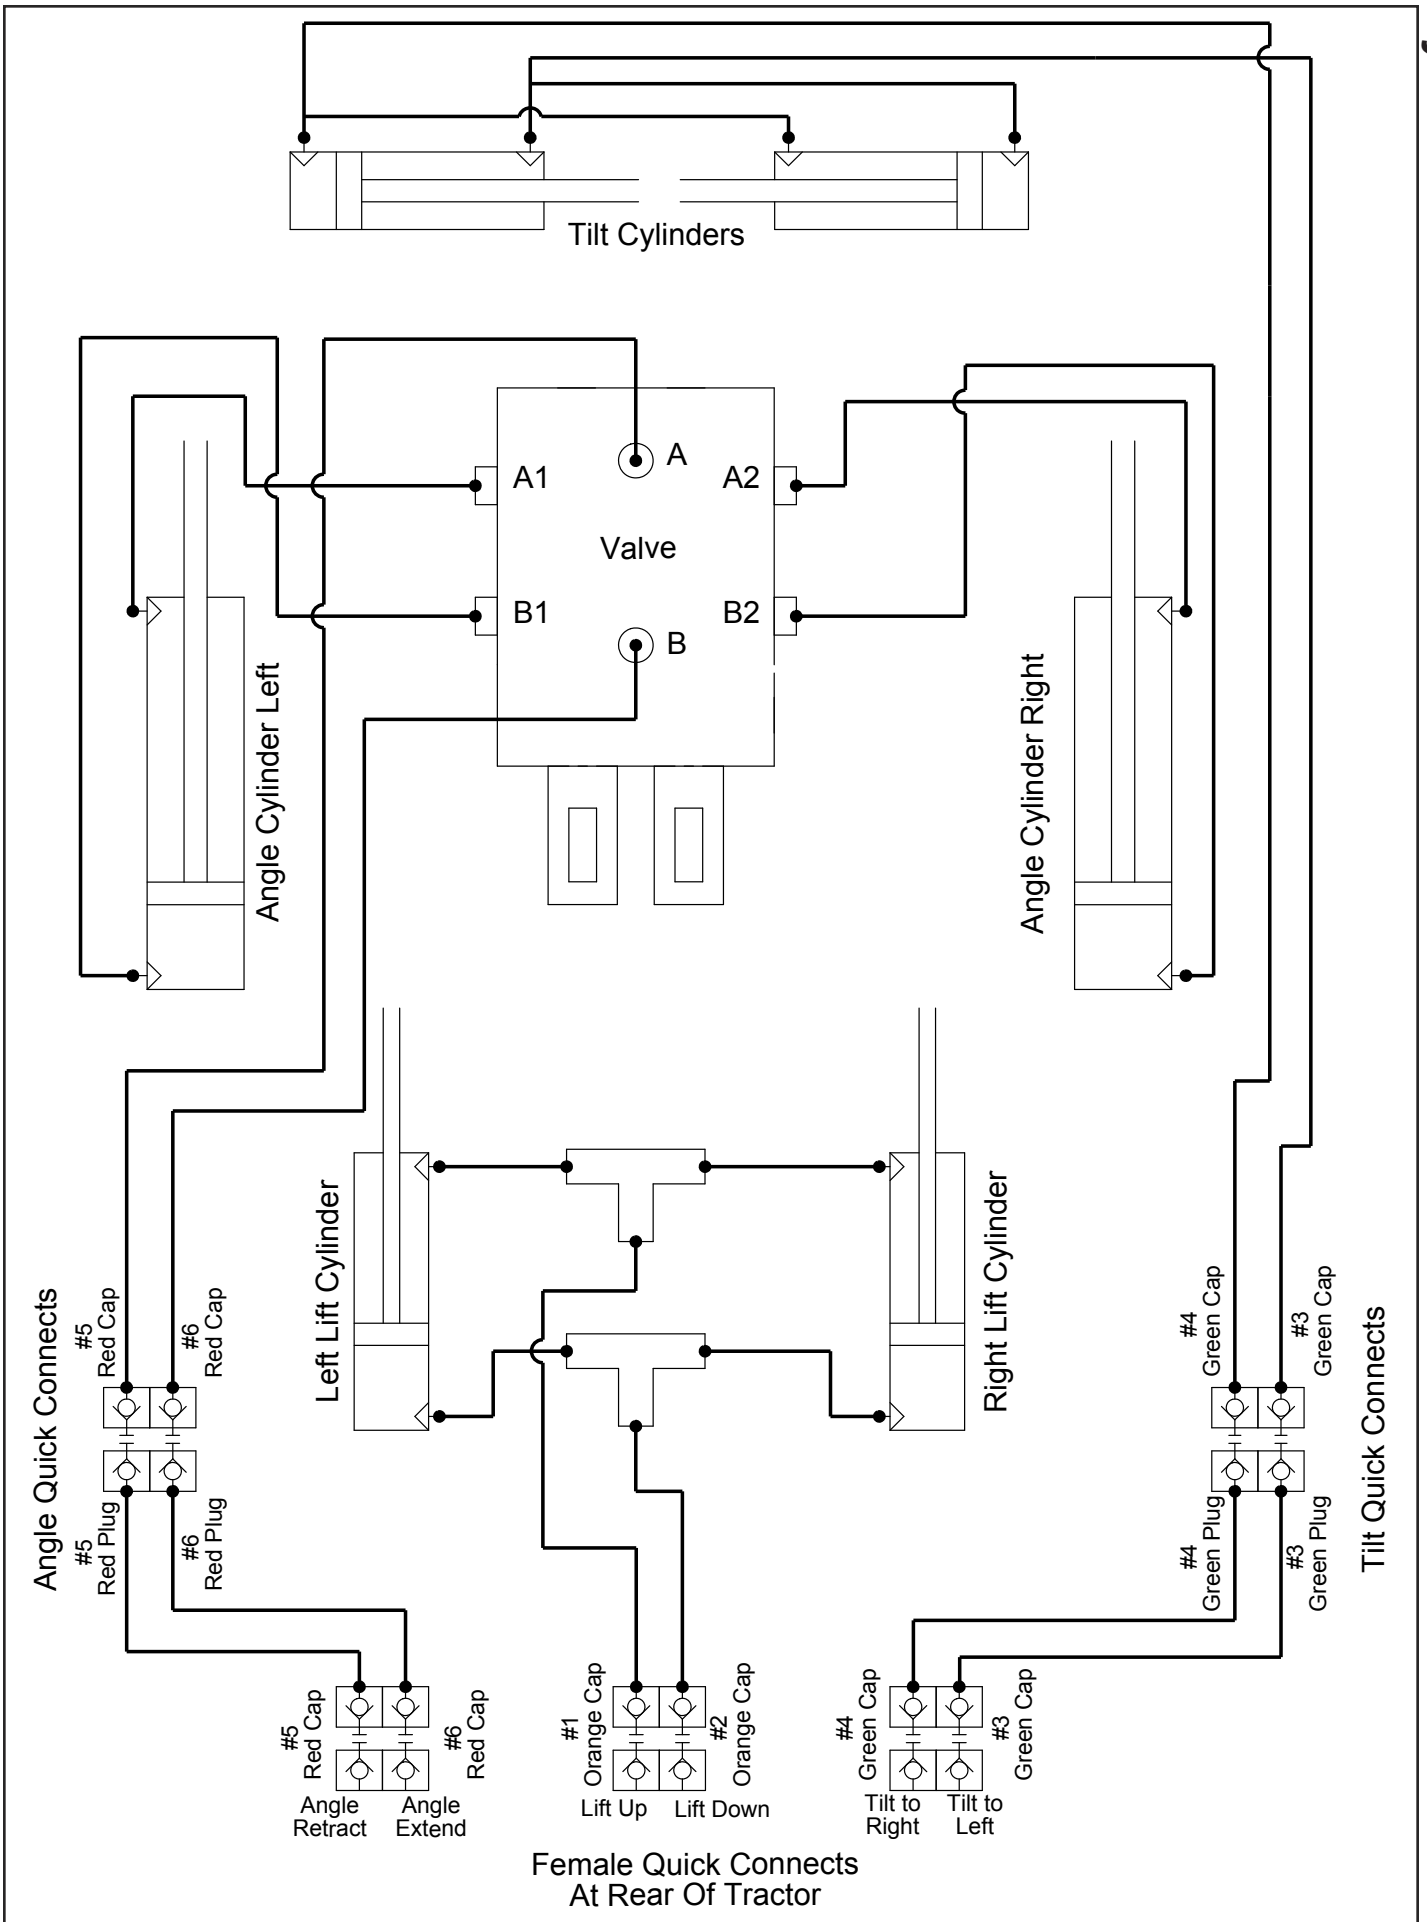 Tilt Cylinders
A
A1
A2
Valve
B1
B2
B
Angle Cylinder Left
Angle Cylinder Right
Left Lift Cylinder
Right Lift Cylinder
Angle Quick Connects
#5
Red Cap
#6
Red Cap
#4
Green Cap
#3
Green Cap
Tilt Quick Connects
#5
Red Plug
#6
Red Plug
#4
Green Plug
#3
Green Plug
#5
Red Cap
#6
Red Cap
#1
Orange Cap
#2
Orange Cap
#4
Green Cap
#3
Green Cap
Angle
Retract
Angle
Extend
Lift Up
Lift Down
Tilt to
Right
Tilt to
Left
Female Quick Connects
At Rear Of Tractor